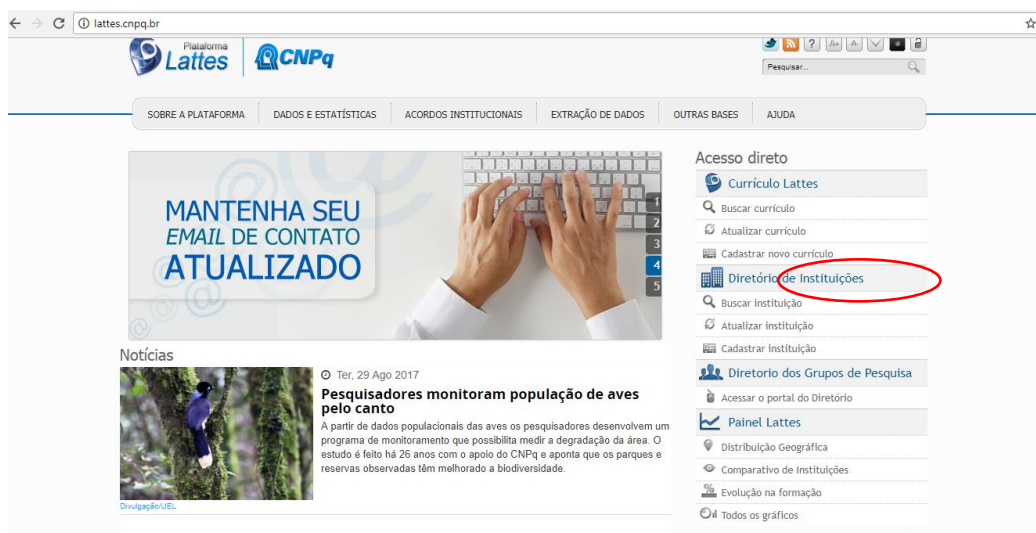 lattes.cnpq.br
Plataforma
Lattes
CNPq
? A+ A-
Pesquisar...
SOBRE A PLATAFORMA DADOS E ESTATÍSTICAS ACORDOS INSTITUCIONAIS EXTRAÇÃO DE DADOS OUTRAS BASES AJUDA
MANTENHA SEU
EMAIL DE CONTATO
ATUALIZADO
1
2
3
4
5
Notícias
Ter, 29 Ago 2017
Pesquisadores monitoram população de aves
pelo canto
A partir de dados populacionais das aves os pesquisadores desenvolvem um
programa de monitoramento que possibilita medir a degradação da área. O
estudo é feito há 26 anos com o apoio do CNPq e aponta que os parques e
reservas observadas têm melhorado a biodiversidade.
Divulgação/UEL
Acesso direto
Currículo Lattes
Buscar currículo
Atualizar currículo
Cadastrar novo currículo
Diretório de Instituições
Buscar instituição
Atualizar instituição
Cadastrar instituição
Diretorio dos Grupos de Pesquisa
Acessar o portal do Diretório
Painel Lattes
Distribuição Geográfica
Comparativo de Instituições
Evolução na formação
Todos os gráficos